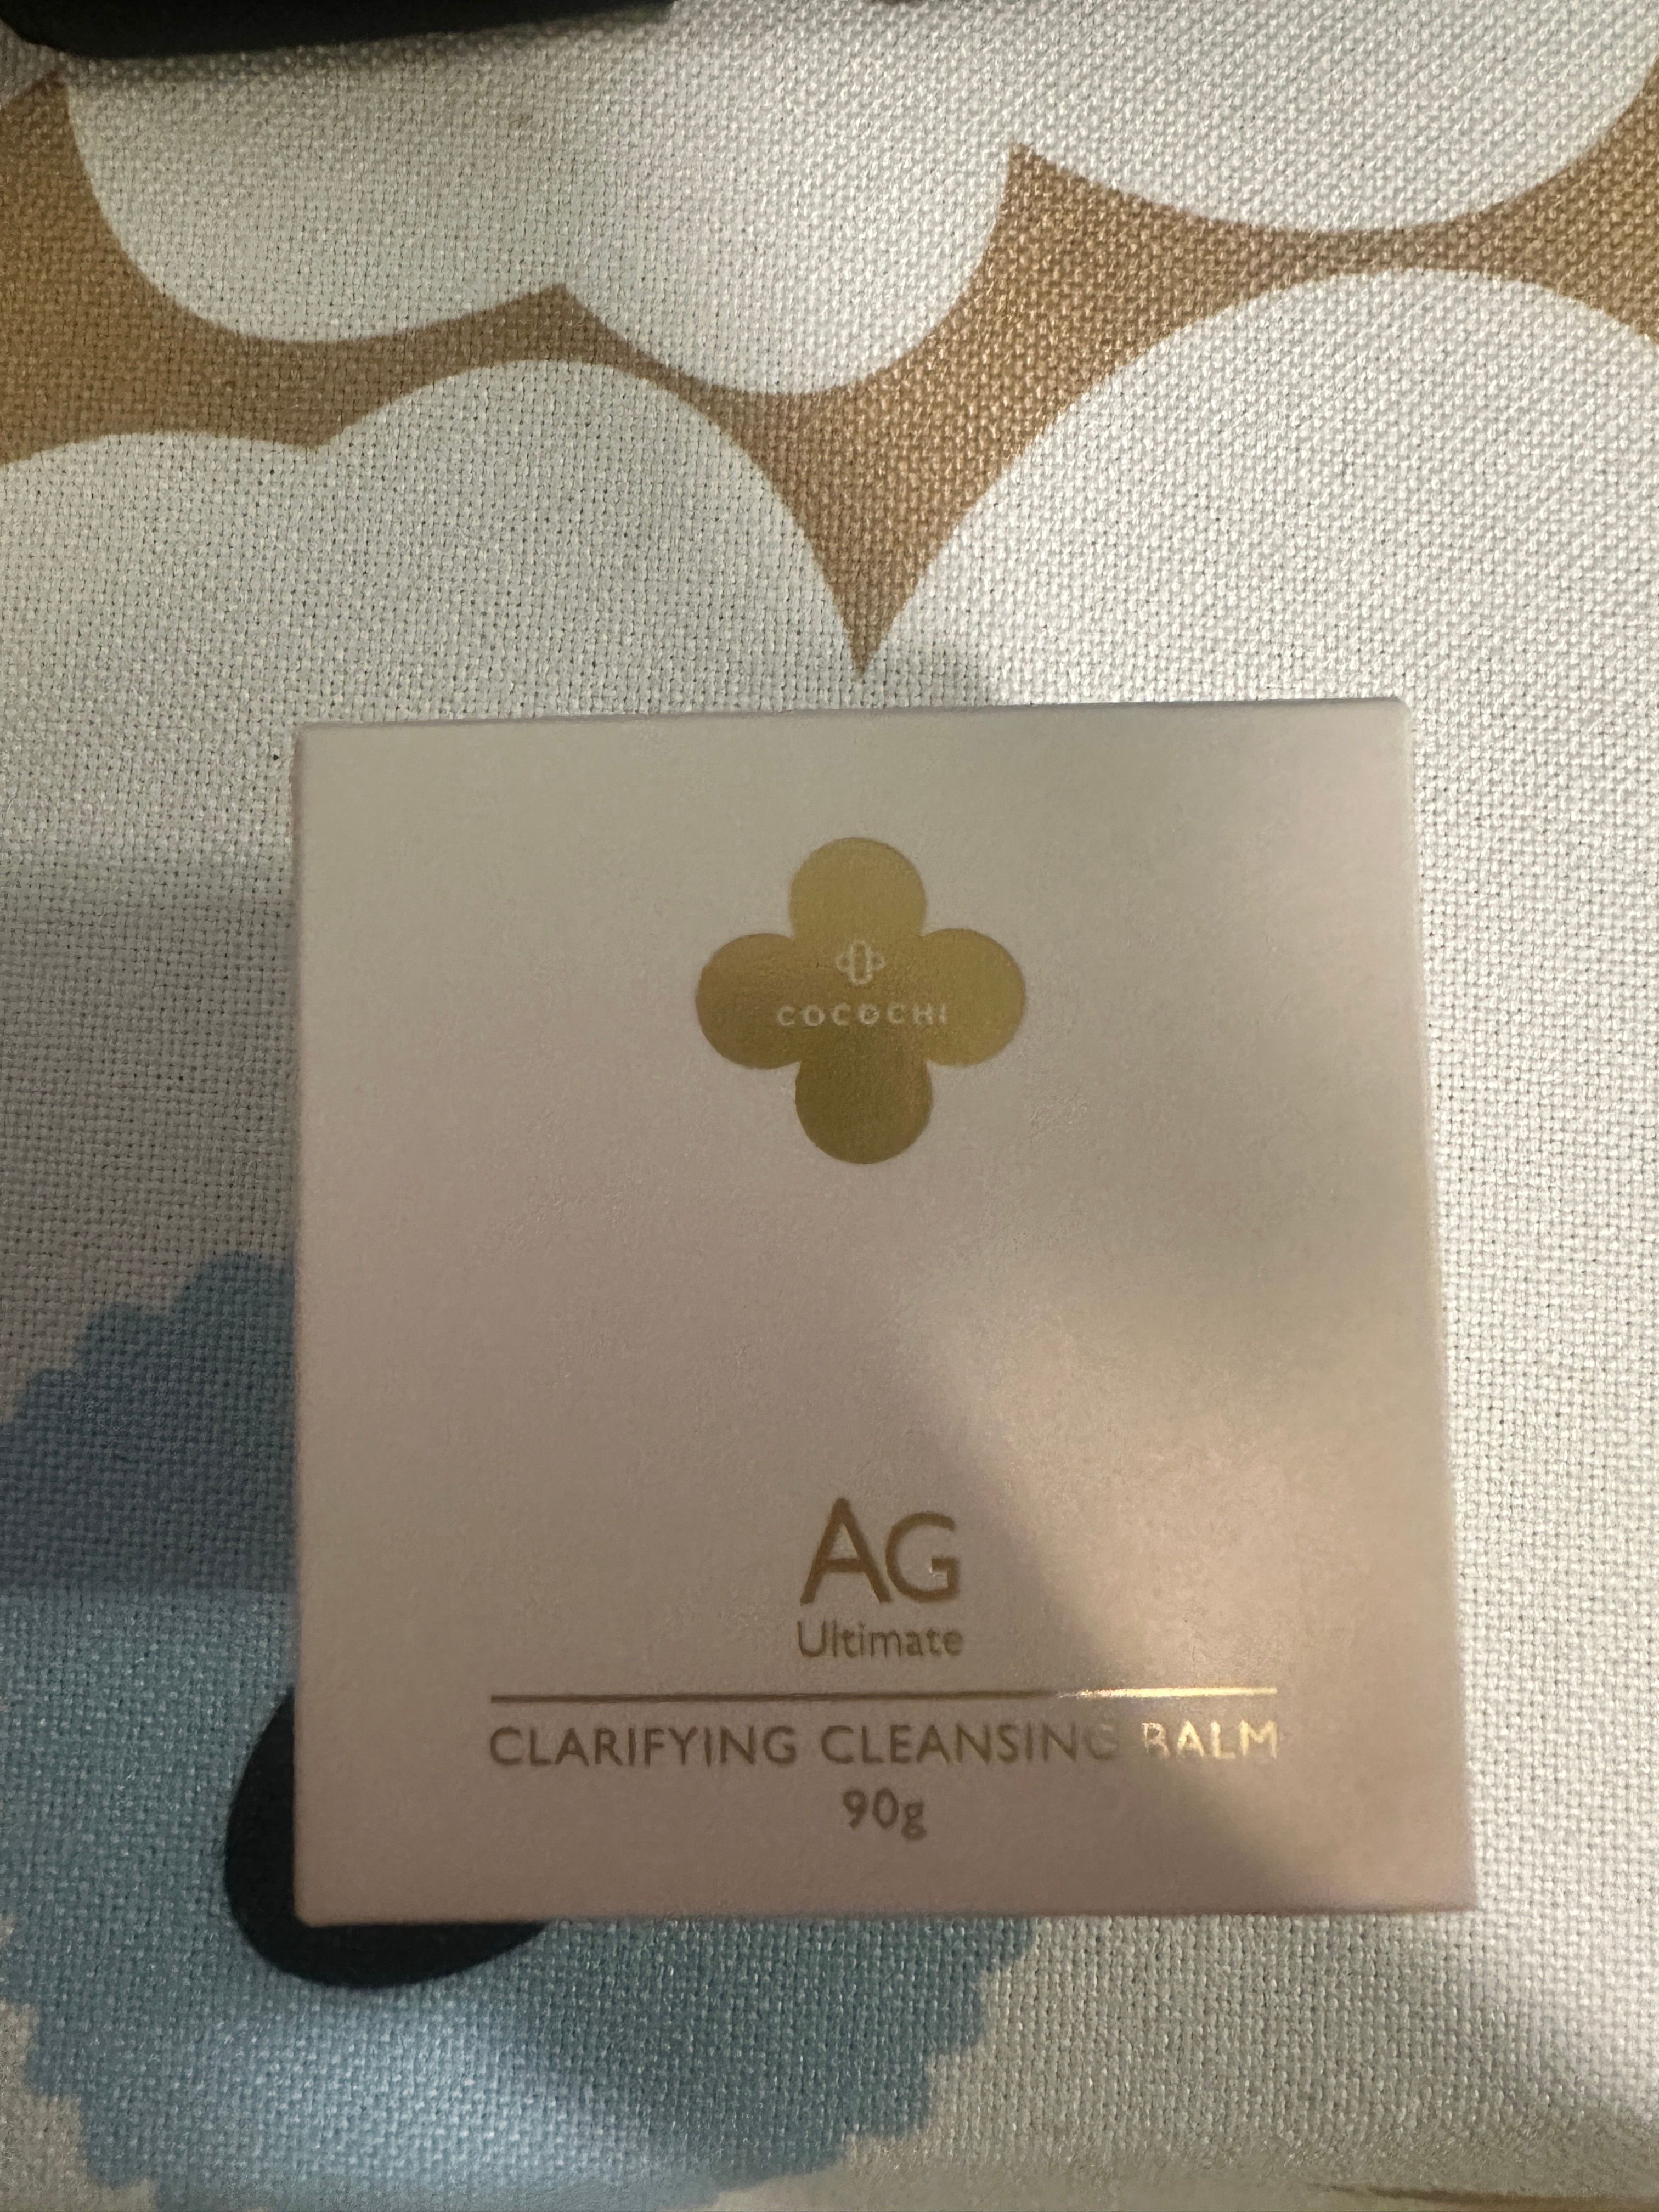 COCOCHI
AG
Ultimate
CLARIFYING CLEANSING BALM
90g